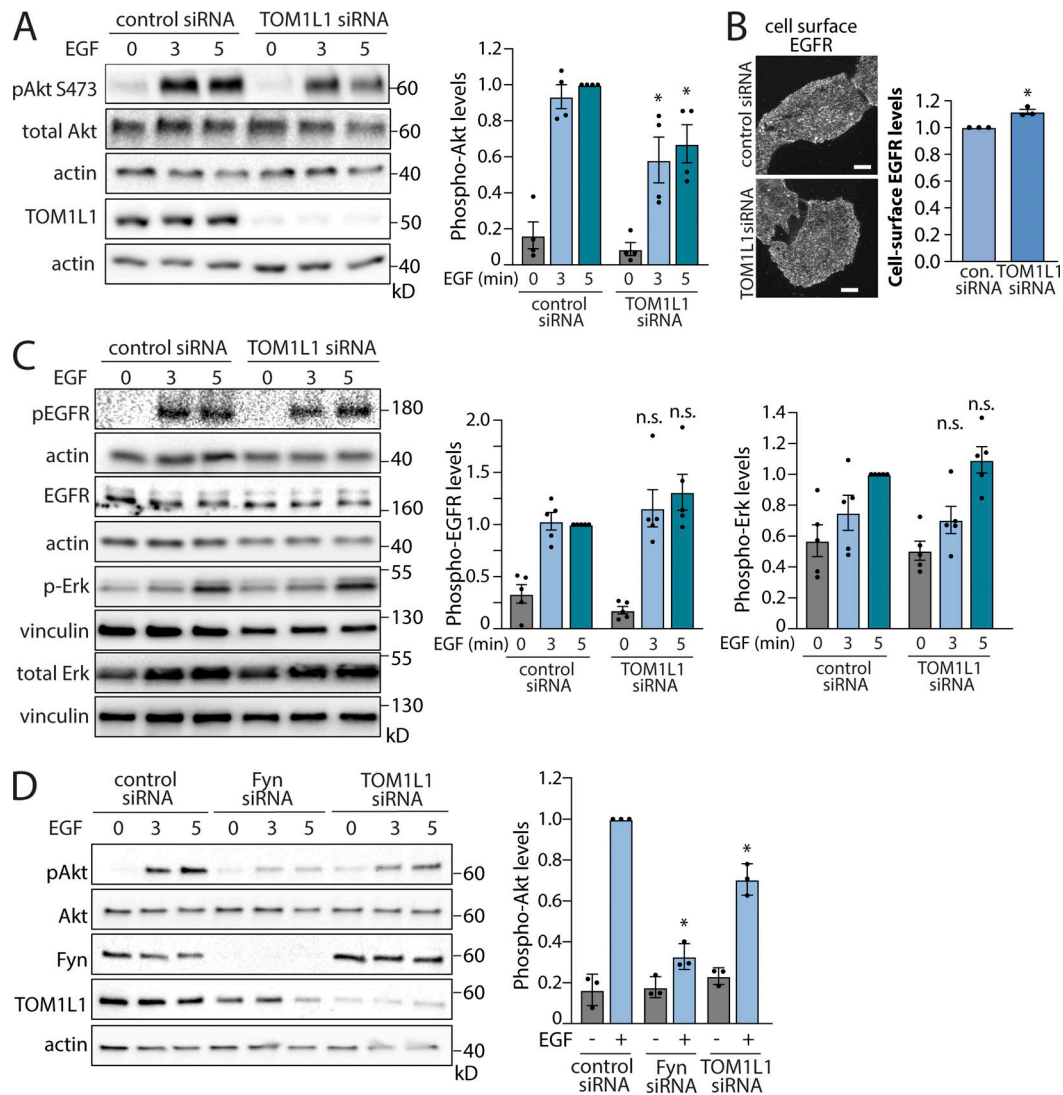 A
control siRNA TOM1L1 siRNA
EGF 0 3 5 0 3 5
pAkt S473
60
total Akt
60
actin
40
TOM1L1
50
actin
40
kD
Phospho-Akt levels
1.2
1.0
0.8
0.6
0.4
0.2
0
* *
EGF (min) 0 3 5 0 3 5
control siRNA
TOM1L1 siRNA
B
cell surface
EGFR
control siRNA
TOM1L1 siRNA
Cell-surface EGFR levels
1.2
1.0
0.8
0.6
0.4
0.2
0.0
*
con. siRNA
TOM1L1 siRNA
C
control siRNA TOM1L1 siRNA
EGF 0 3 5 0 3 5
pEGFR
180
actin
40
EGFR
160
actin
40
p-Erk
55
vinculin
130
total Erk
55
vinculin
130
kD
Phospho-EGFR levels
2.0
1.5
1.0
0.5
0
n.s. n.s.
EGF (min) 0 3 5 0 3 5
control siRNA
TOM1L1 siRNA
Phospho-Erk levels
1.4
1.2
1.0
0.8
0.6
0.4
0.2
0
n.s. n.s.
EGF (min) 0 3 5 0 3 5
control siRNA
TOM1L1 siRNA
D
control siRNA
Fyn siRNA
TOM1L1 siRNA
EGF 0 3 5 0 3 5 0 3 5
pAkt
60
Akt
60
Fyn
60
TOM1L1
60
actin
40
kD
Phospho-Akt levels
1.2
1.0
0.8
0.6
0.4
0.2
0
* *
EGF - + - + - +
control siRNA
Fyn siRNA
TOM1L1 siRNA